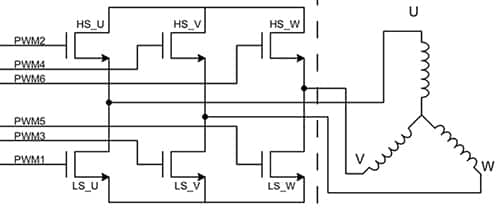 U
HS_U HS_V HS_W
PWM2
PWM4
PWM6
PWM5
PWM3
PWM1
V W
LS_U LS_V LS_W